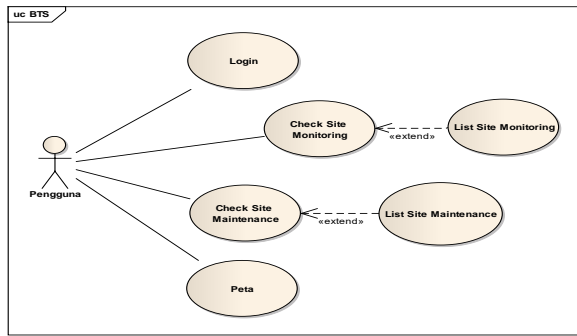 uc BTS
Login
Check Site
Monitoring
«extend»
List Site Monitoring
Pengguna
Check Site
Maintenance
«extend»
List Site Maintenance
Peta